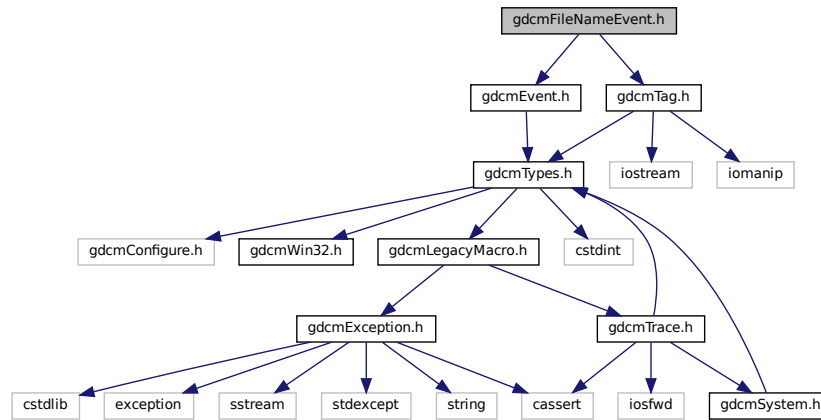 gdcmFileNameEvent.h
gdcmEvent.h
gdcmTag.h
gdcmTypes.h
iostream
iomanip
gdcmConfigure.h
gdcmWin32.h
gdcmLegacyMacro.h
cstdint
gdcmException.h
gdcmTrace.h
cstdlib
exception
sstream
stdexcept
string
cassert
iosfwd
gdcmSystem.h